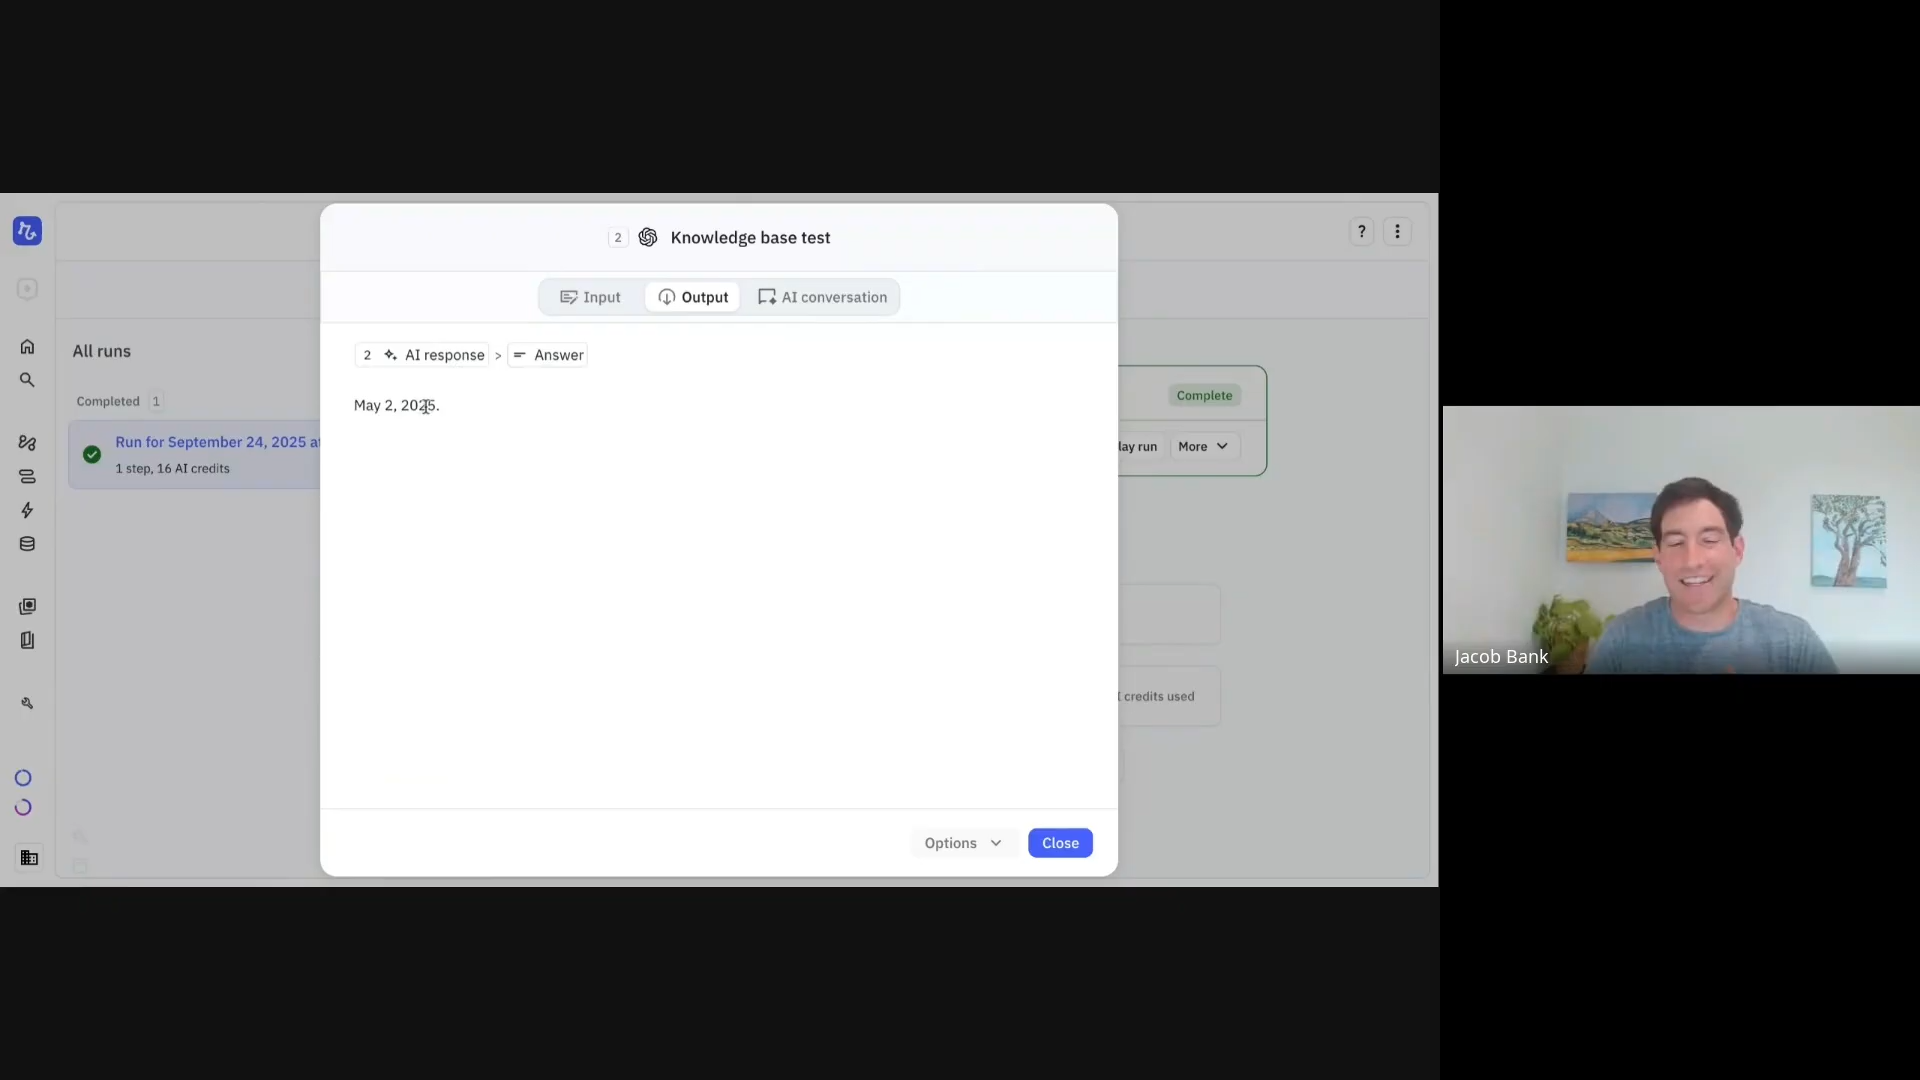 2 Knowledge base test
?
Input Output AI conversation
All runs
2 AI response > Answer
Completed 1
May 2, 2025.
Complete
Run for September 24, 2025 at
1 step, 16 AI credits
lay run More
credits used
Options Close
Jacob Bank